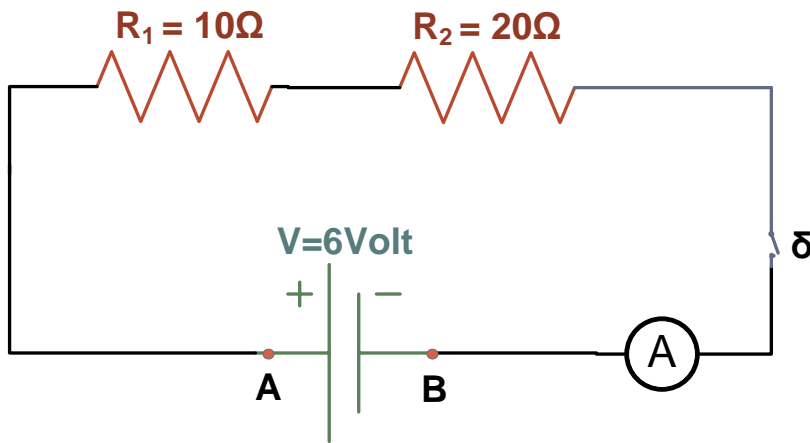 R₁ = 10Ω
R₂ = 20Ω
V=6Volt
+ −
δ
A
A
B